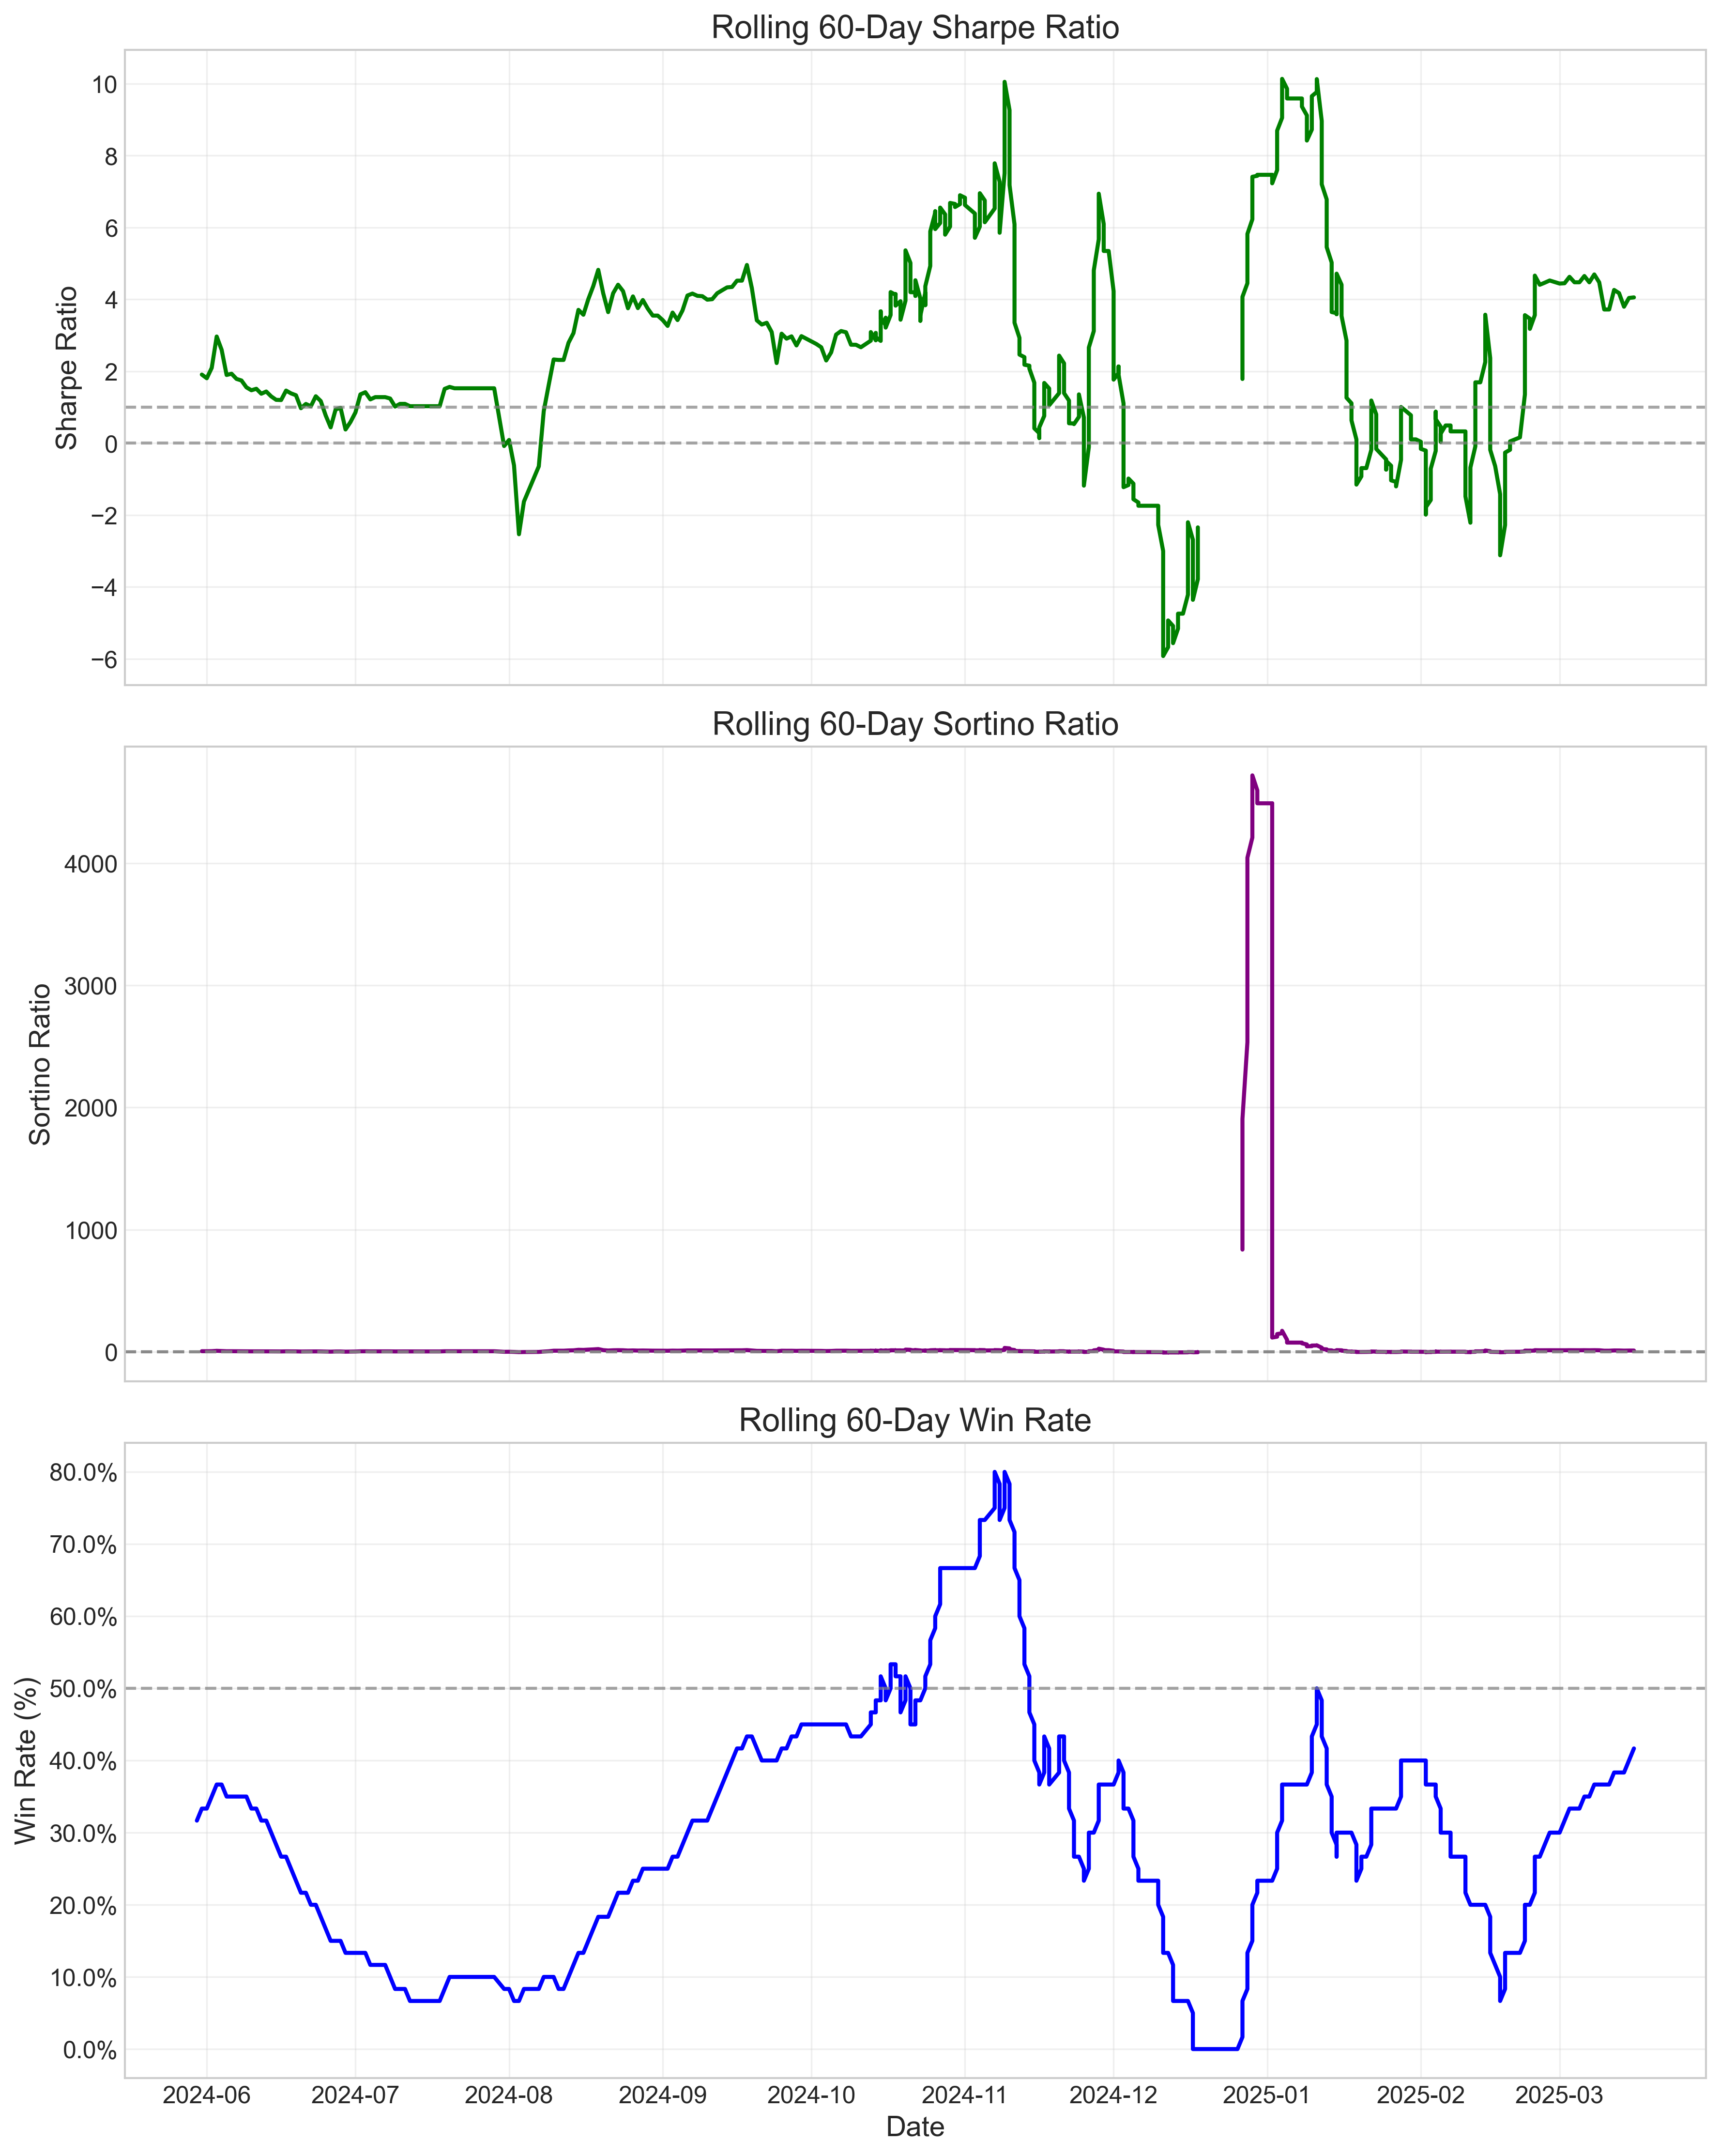 Rolling 60-Day Sharpe Ratio
Sharpe Ratio
10
8
6
4
2
0
−2
−4
−6
Rolling 60-Day Sortino Ratio
Sortino Ratio
4000
3000
2000
1000
0
Rolling 60-Day Win Rate
Win Rate (%)
80.0%
70.0%
60.0%
50.0%
40.0%
30.0%
20.0%
10.0%
0.0%
2024-06 2024-07 2024-08 2024-09 2024-10 2024-11 2024-12 2025-01 2025-02 2025-03
Date